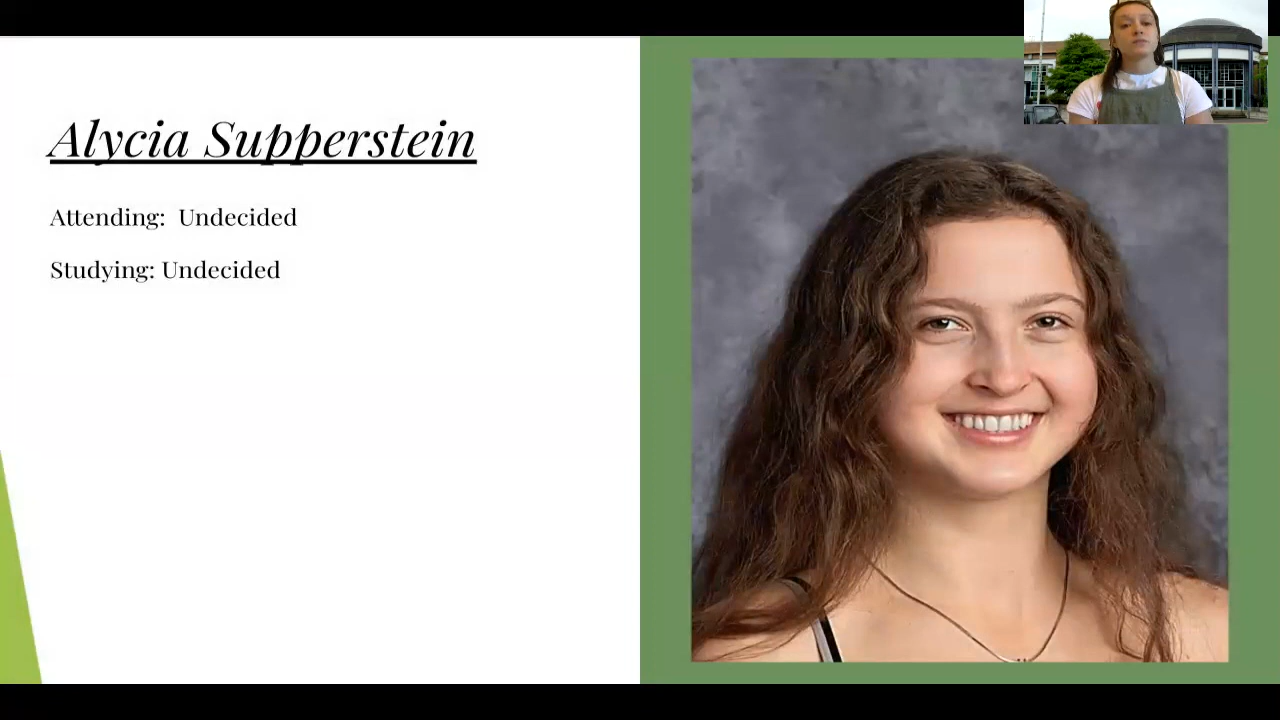 Alycia Supperstein
Attending: Undecided
Studying: Undecided